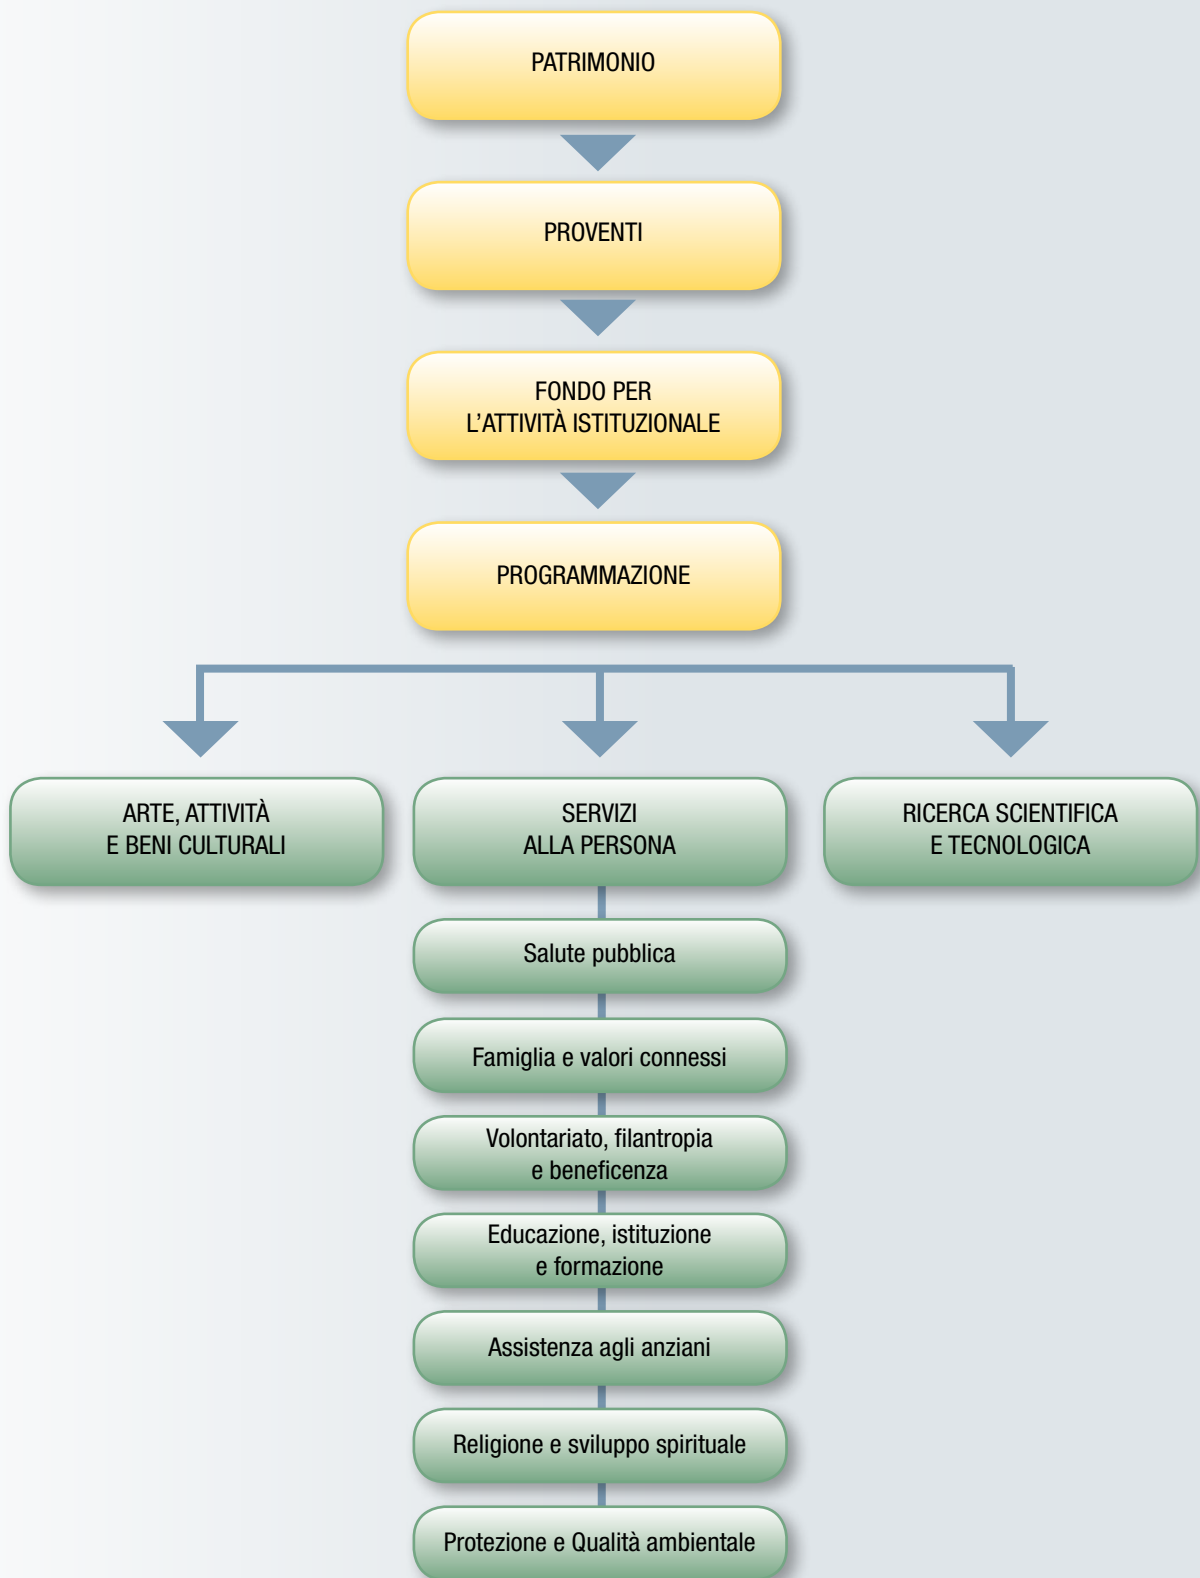 PATRIMONIO
PROVENTI
FONDO PER
L’ATTIVITÀ ISTITUZIONALE
PROGRAMMAZIONE
ARTE, ATTIVITÀ
E BENI CULTURALI
SERVIZI
ALLA PERSONA
RICERCA SCIENTIFICA
E TECNOLOGICA
Salute pubblica
Famiglia e valori connessi
Volontariato, filantropia
e beneficenza
Educazione, istituzione
e formazione
Assistenza agli anziani
Religione e sviluppo spirituale
Protezione e Qualità ambientale